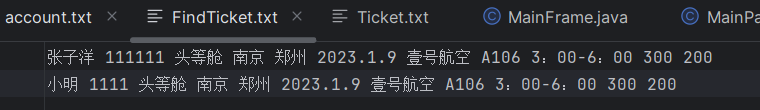 account.txt FindTicket.txt Ticket.txt MainFrame.java MainPa
张子洋 111111 头等舱 南京 郑州 2023.1.9 壹号航空 A106 3：00-6：00 300 200
小明 1111 头等舱 南京 郑州 2023.1.9 壹号航空 A106 3：00-6：00 300 200